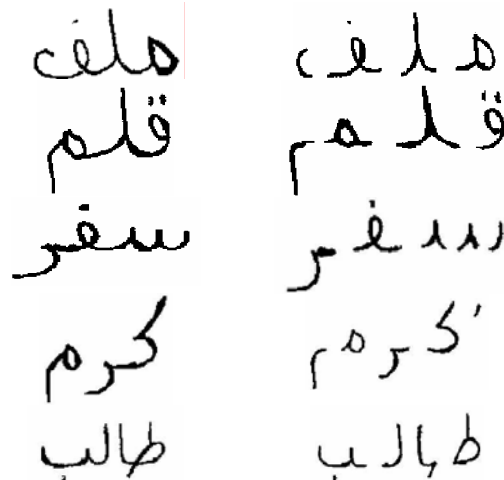 م ل ف ملف
ق ل م قلم
س ف ر سفر
ك ر م كرم
ط ا ل ب طالب